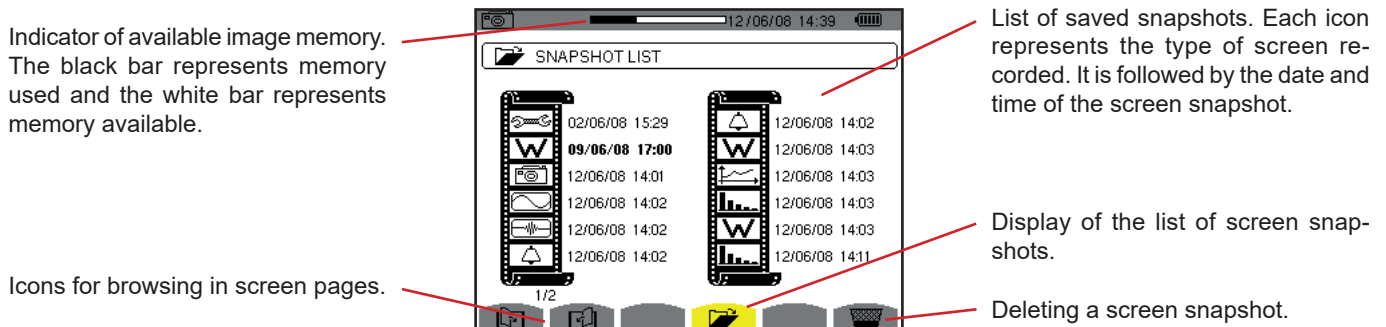 Indicator of available image memory.
The black bar represents memory
used and the white bar represents
memory available.
Icons for browsing in screen pages.
12/06/08 14:39
SNAPSHOT LIST
02/06/08 15:29
09/06/08 17:00
12/06/08 14:01
12/06/08 14:02
12/06/08 14:02
12/06/08 14:02
12/06/08 14:02
12/06/08 14:03
12/06/08 14:03
12/06/08 14:03
12/06/08 14:03
12/06/08 14:11
1/2
List of saved snapshots. Each icon
represents the type of screen re-
corded. It is followed by the date and
time of the screen snapshot.
Display of the list of screen snap-
shots.
Deleting a screen snapshot.